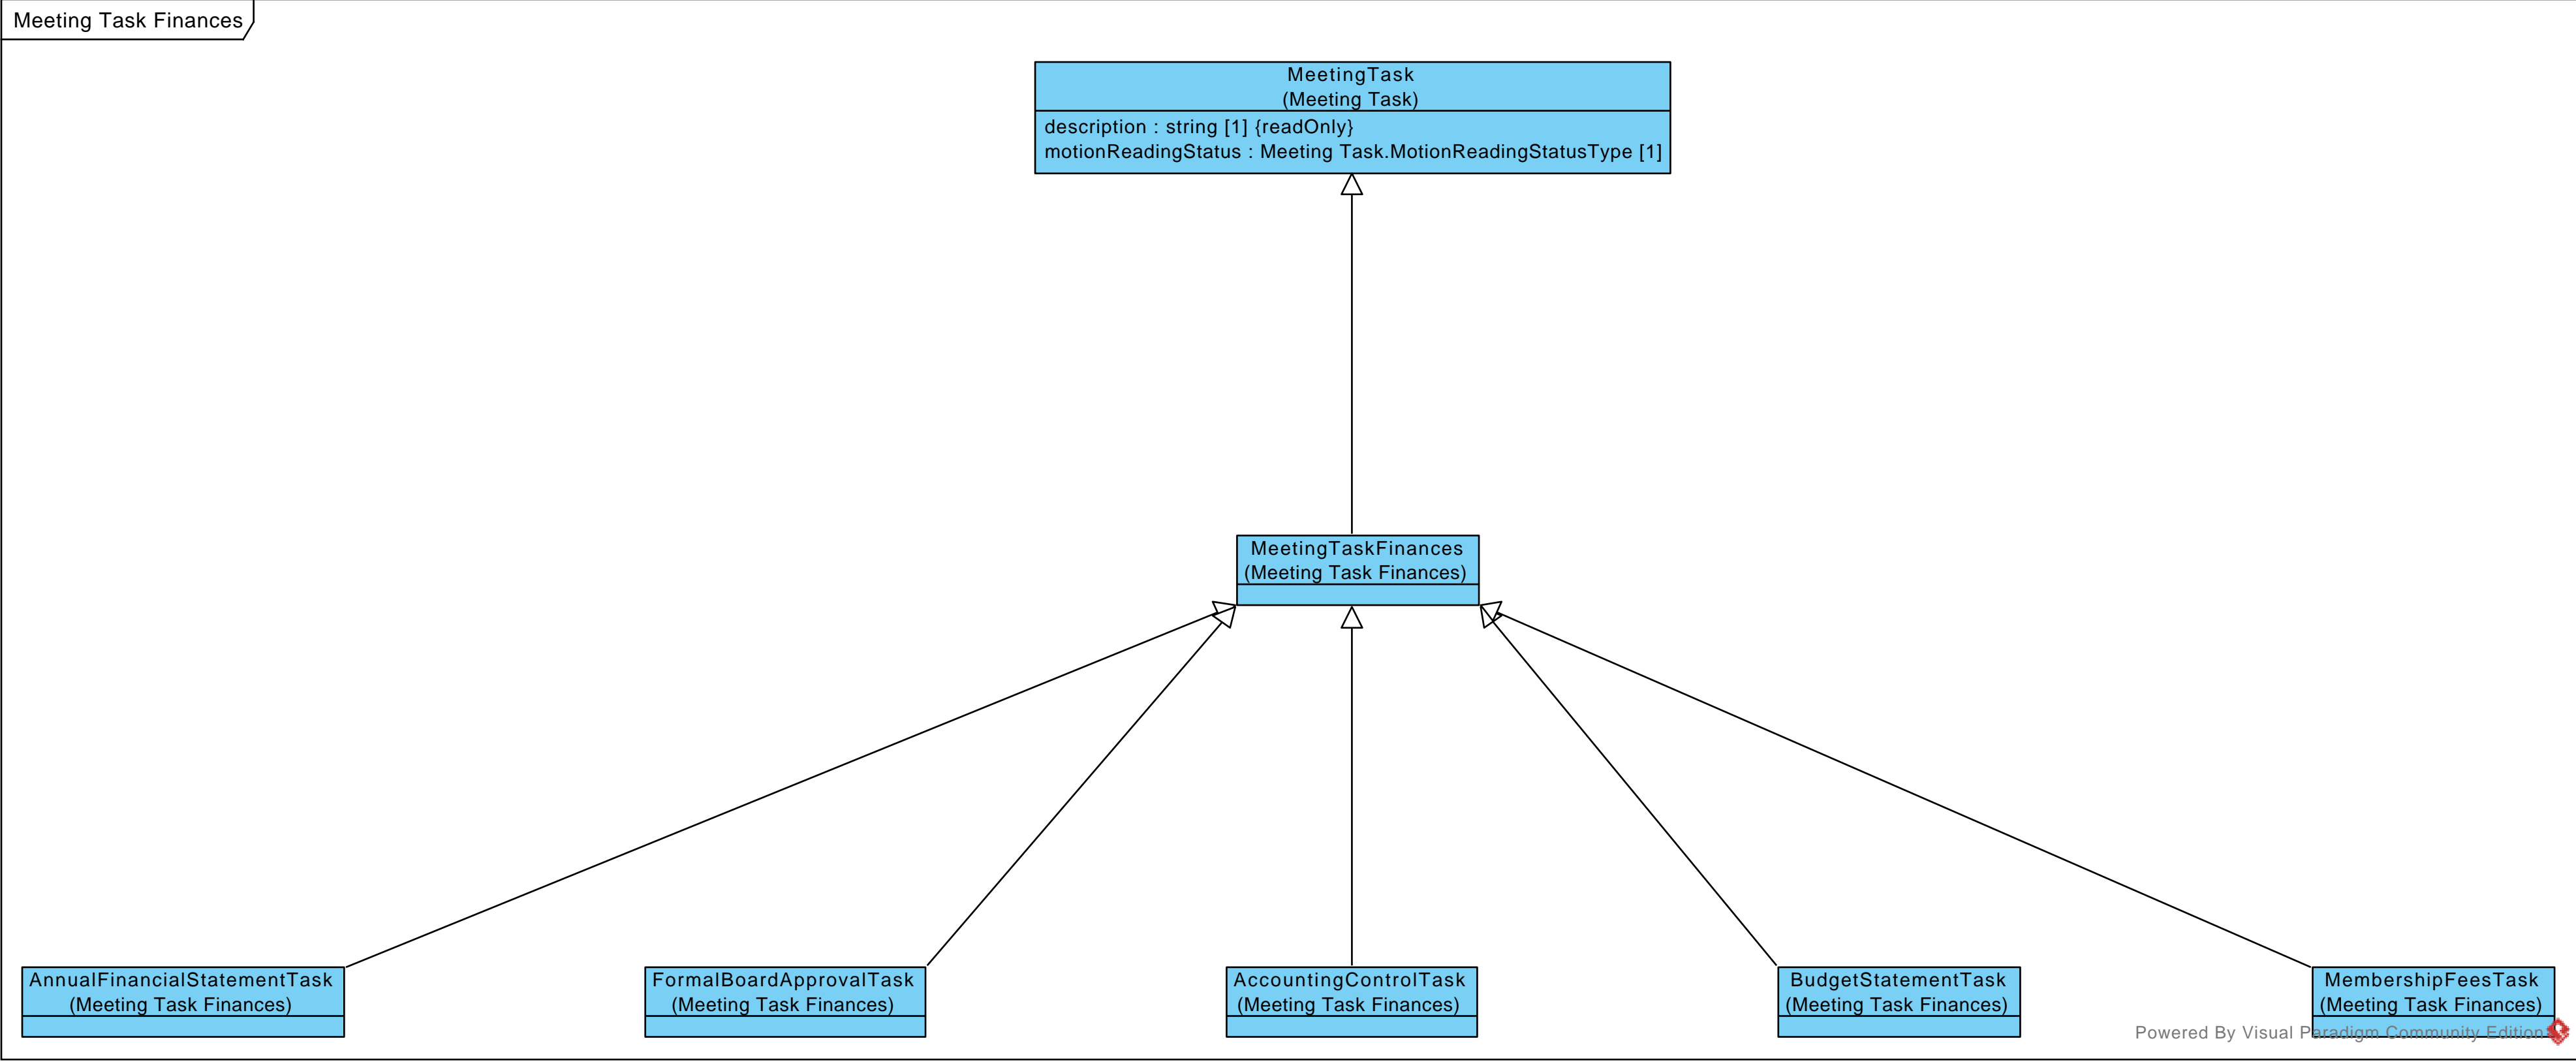 Meeting Task Finances
MeetingTask
(Meeting Task)
description : string [1] {readOnly}
motionReadingStatus : Meeting Task.MotionReadingStatusType [1]
MeetingTaskFinances
(Meeting Task Finances)
AnnualFinancialStatementTask
(Meeting Task Finances)
FormalBoardApprovalTask
(Meeting Task Finances)
AccountingControlTask
(Meeting Task Finances)
BudgetStatementTask
(Meeting Task Finances)
MembershipFeesTask
(Meeting Task Finances)
Powered By Visual Paradigm Community Edition